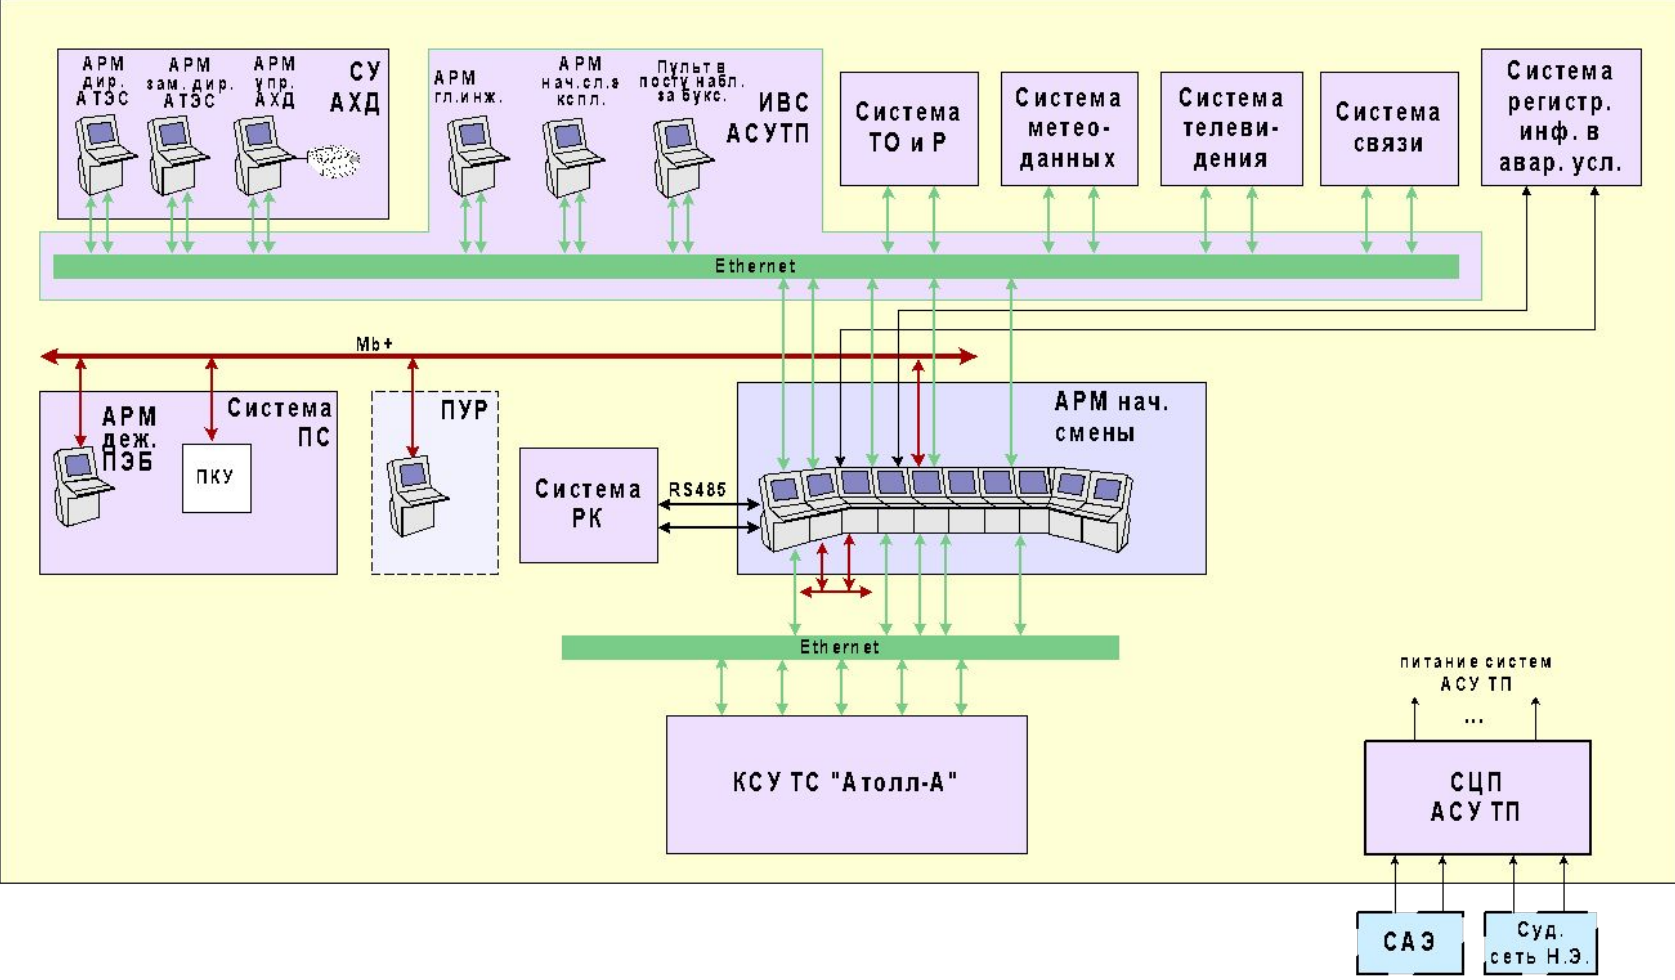 АРМ
дир.
АТЭС
АРМ
зам. дир.
АТЭС
АРМ
упр.
АХД
СУ
АХД
АРМ
гл.инж.
АРМ
нач.сл.э
кспл.
Пульт в
посту набл.
за букс.
ИВС
АСУТП
Система
ТО и Р
Система
метео-
данных
Система
телеви-
дения
Система
связи
Система
регистр.
инф. в
авар. усл.
Ethernet
Mb+
АРМ
деж.
ПЭБ
Система
ПС
ПКУ
ПУР
Система
РК
RS485
АРМ нач.
смены
Ethernet
КСУ ТС "Атолл-А"
питание систем
АСУ ТП
...
СЦП
АСУ ТП
САЭ
Суд.
сеть Н.Э.